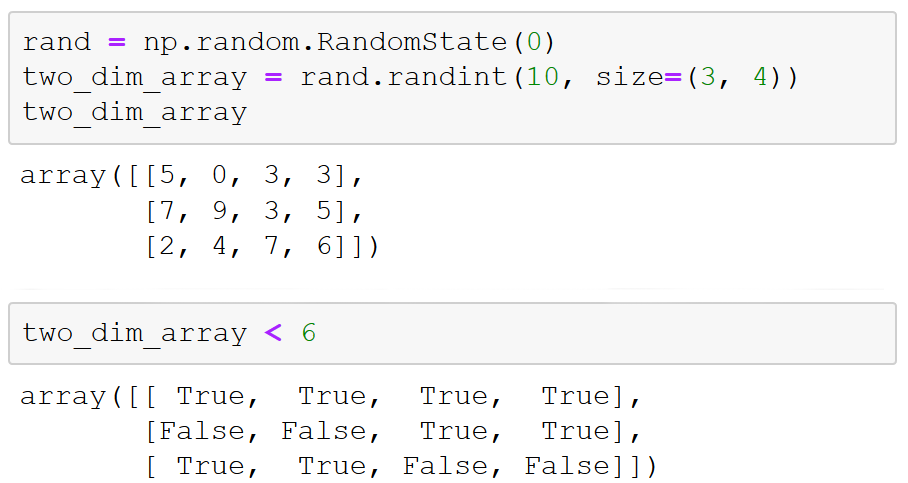 rand = np.random.RandomState(0)
two_dim_array = rand.randint(10, size=(3, 4))
two_dim_array
array([[5, 0, 3, 3],
       [7, 9, 3, 5],
       [2, 4, 7, 6]])
two_dim_array < 6
array([[ True,  True,  True,  True],
       [False, False,  True,  True],
       [ True,  True, False, False]])